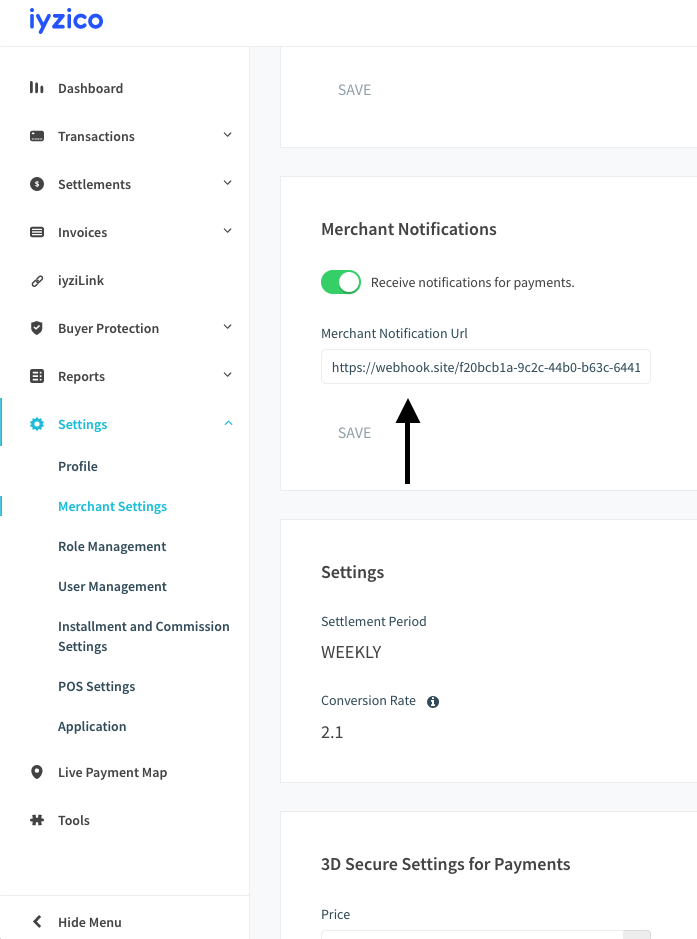 iyzico
Dashboard
Transactions
Settlements
Invoices
iyziLink
Buyer Protection
Reports
Settings
Profile
Merchant Settings
Role Management
User Management
Installment and Commission
Settings
POS Settings
Application
Live Payment Map
Tools
Hide Menu
SAVE
Merchant Notifications
Receive notifications for payments.
Merchant Notification Url
https://webhook.site/f20bcb1a-9c2c-44b0-b63c-6441
SAVE
Settings
Settlement Period
WEEKLY
Conversion Rate
2.1
3D Secure Settings for Payments
Price